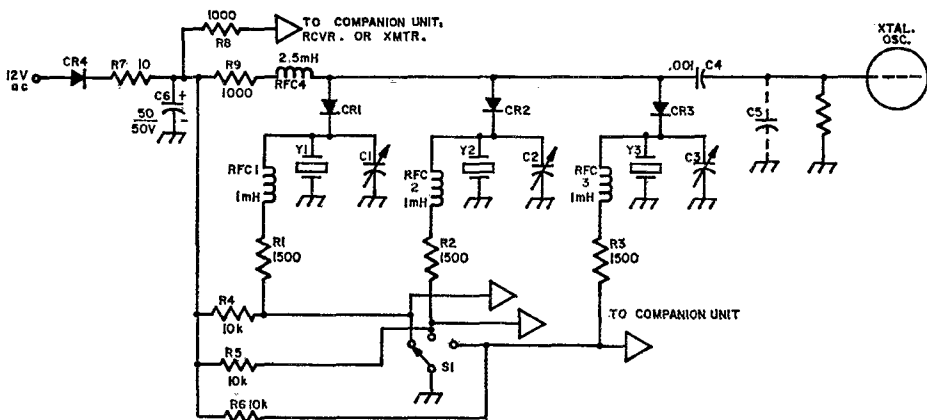 1000
R8
TO COMPANION UNIT,
RCVR. OR XMTR.
XTAL.
OSC.
12V
ac
CR4
R7 10
C6 +
-
50
50V
R9
1000
2.5mH
RFC4
.001 C4
C5
CR1
CR2
CR3
RFC1
1mH
Y1
C1
RFC
2
1mH
Y2
C2
RFC
3
1mH
Y3
C3
R1
1500
R2
1500
R3
1500
R4
10k
R5
10k
R6 10k
S1
TO COMPANION UNIT